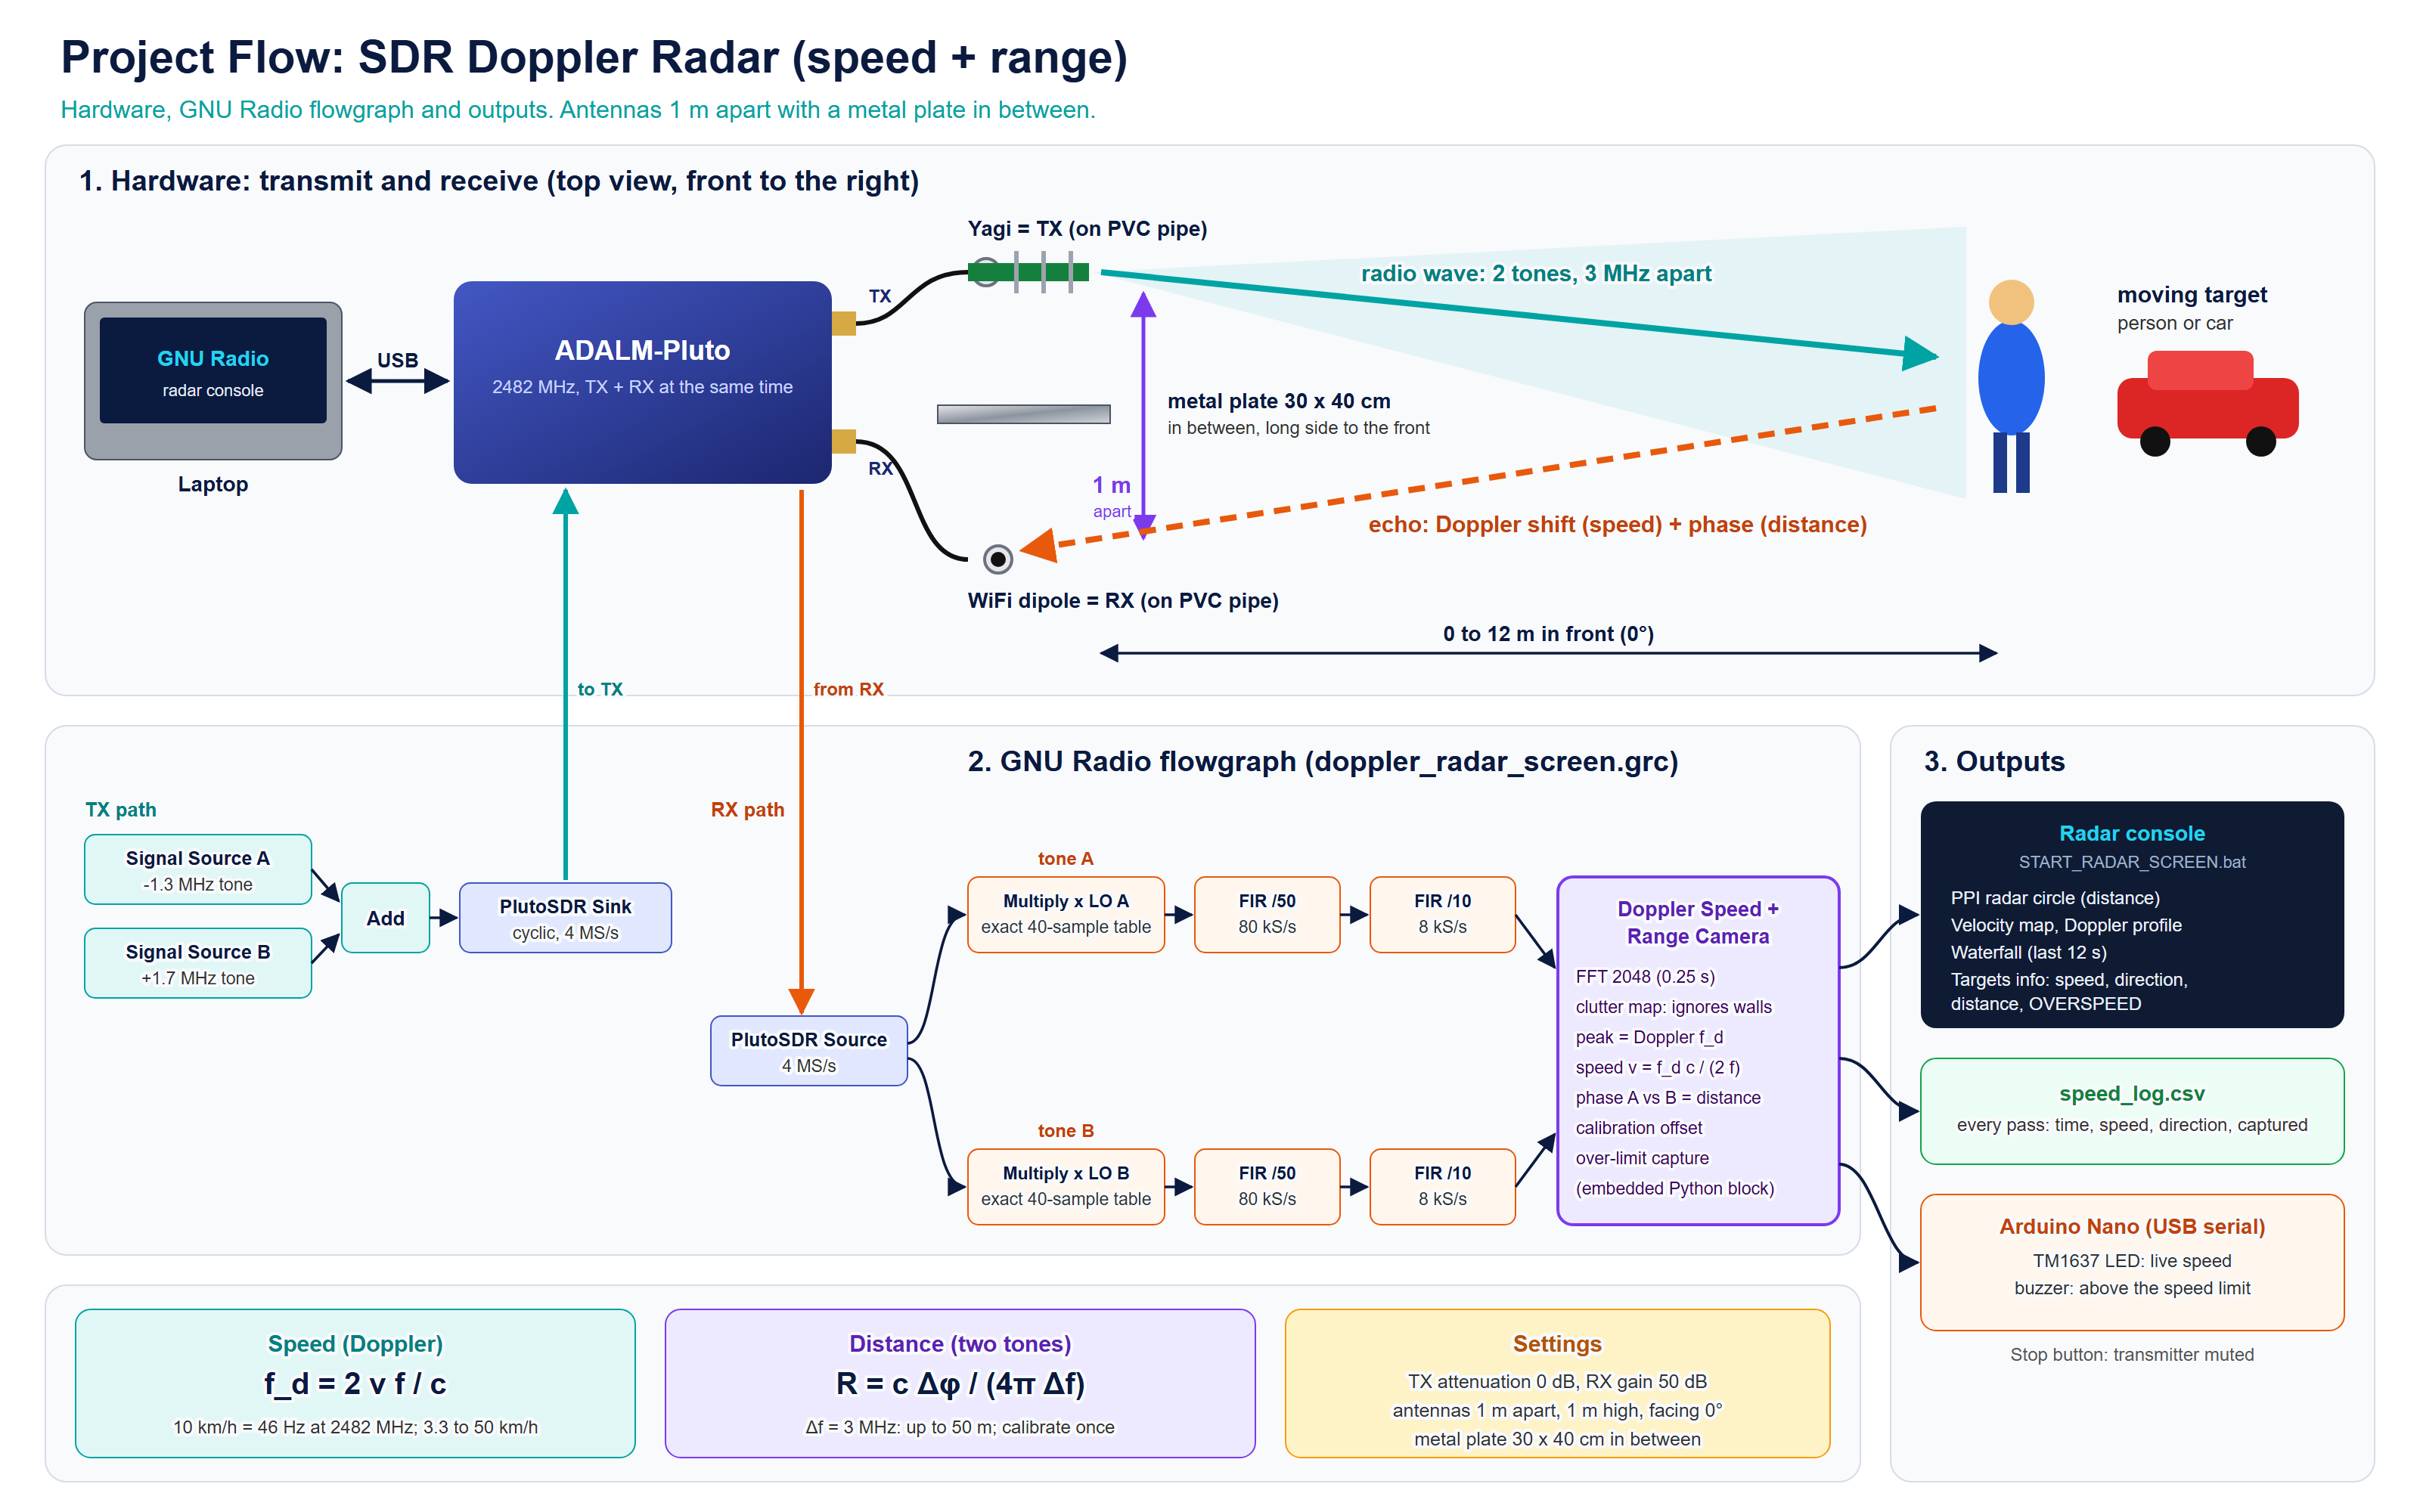 Project Flow: SDR Doppler Radar (speed + range)
Hardware, GNU Radio flowgraph and outputs. Antennas 1 m apart with a metal plate in between.
1. Hardware: transmit and receive (top view, front to the right)
GNU Radio
radar console
Laptop
USB
ADALM-Pluto
2482 MHz, TX + RX at the same time
TX
RX
Yagi = TX (on PVC pipe)
radio wave: 2 tones, 3 MHz apart
metal plate 30 x 40 cm
in between, long side to the front
1 m
apart
echo: Doppler shift (speed) + phase (distance)
WiFi dipole = RX (on PVC pipe)
0 to 12 m in front (0°)
moving target
person or car
to TX
from RX
2. GNU Radio flowgraph (doppler_radar_screen.grc)
TX path
Signal Source A
-1.3 MHz tone
Signal Source B
+1.7 MHz tone
Add
PlutoSDR Sink
cyclic, 4 MS/s
RX path
PlutoSDR Source
4 MS/s
tone A
Multiply x LO A
exact 40-sample table
FIR /50
80 kS/s
FIR /10
8 kS/s
tone B
Multiply x LO B
exact 40-sample table
FIR /50
80 kS/s
FIR /10
8 kS/s
Doppler Speed +
Range Camera
FFT 2048 (0.25 s)
clutter map: ignores walls
peak = Doppler f_d
speed v = f_d c / (2 f)
phase A vs B = distance
calibration offset
over-limit capture
(embedded Python block)
3. Outputs
Radar console
START_RADAR_SCREEN.bat
PPI radar circle (distance)
Velocity map, Doppler profile
Waterfall (last 12 s)
Targets info: speed, direction,
distance, OVERSPEED
speed_log.csv
every pass: time, speed, direction, captured
Arduino Nano (USB serial)
TM1637 LED: live speed
buzzer: above the speed limit
Stop button: transmitter muted
Speed (Doppler)
f_d = 2 v f / c
10 km/h = 46 Hz at 2482 MHz; 3.3 to 50 km/h
Distance (two tones)
R = c Δφ / (4π Δf)
Δf = 3 MHz: up to 50 m; calibrate once
Settings
TX attenuation 0 dB, RX gain 50 dB
antennas 1 m apart, 1 m high, facing 0°
metal plate 30 x 40 cm in between